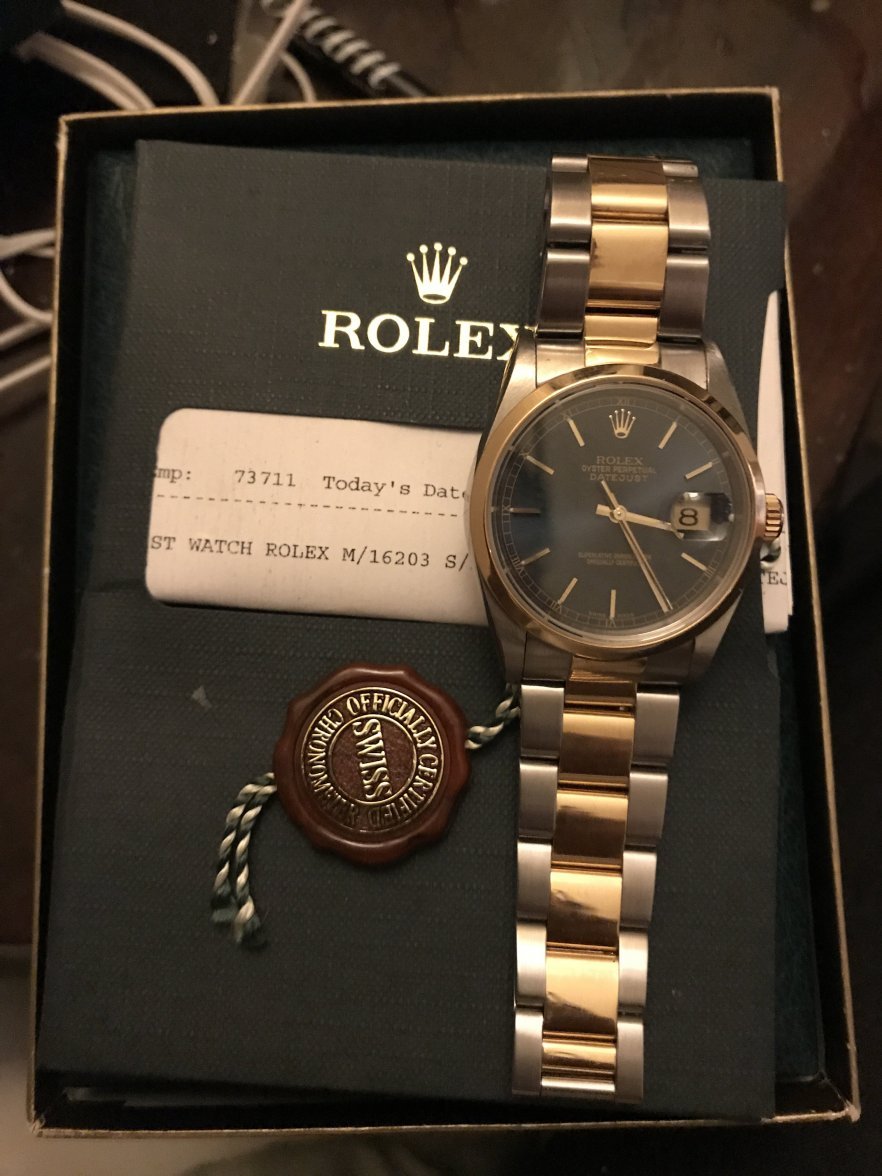 ROLEX
mp: 73711 Today's Date
ST WATCH ROLEX M/16203 S/
XII
ROLEX
OYSTER PERPETUAL
DATEJUST
8
SUPERLATIVE CHRONOMETER
OFFICIALLY CERTIFIED
OFFICIALLY CERTIFIED
CHRONOMETER
SWISS